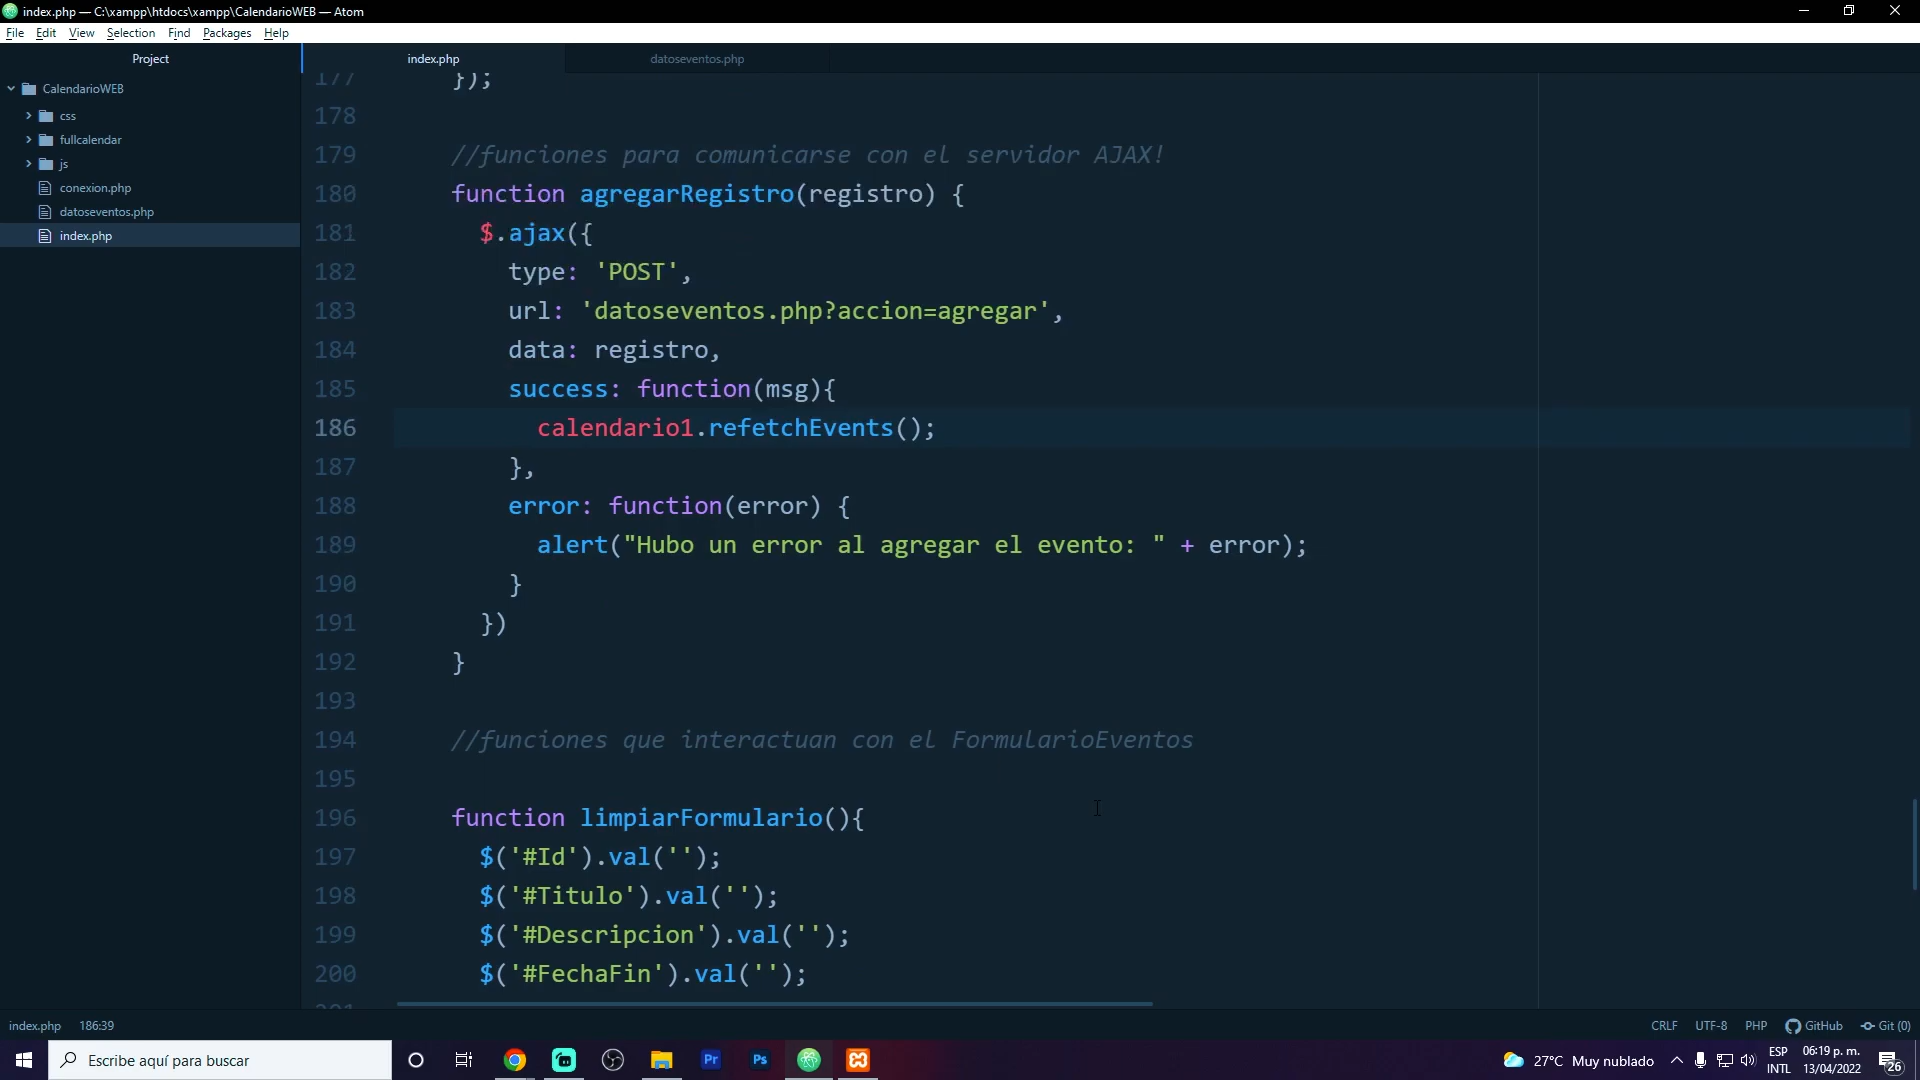 index.php — C:\xampp\htdocs\xampp\CalendarioWEB — Atom
File Edit View Selection Find Packages Help
Project
index.php
datoseventos.php
CalendarioWEB
css
fullcalendar
js
conexion.php
datoseventos.php
index.php
177 });
178
179 //funciones para comunicarse con el servidor AJAX!
180 function agregarRegistro(registro) {
181 $.ajax({
182 type: 'POST',
183 url: 'datoseventos.php?accion=agregar',
184 data: registro,
185 success: function(msg){
186 calendario1.refetchEvents();
187 },
188 error: function(error) {
189 alert("Hubo un error al agregar el evento: " + error);
190 }
191 })
192 }
193
194 //funciones que interactuan con el FormularioEventos
195
196 function limpiarFormulario(){
197 $('#Id').val('');
198 $('#Titulo').val('');
199 $('#Descripcion').val('');
200 $('#FechaFin').val('');
index.php 186:39
CRLF UTF-8 PHP GitHub Git (0)
Escribe aquí para buscar
Pr
Ps
27°C Muy nublado
ESP
INTL
06:19 p. m.
13/04/2022
26